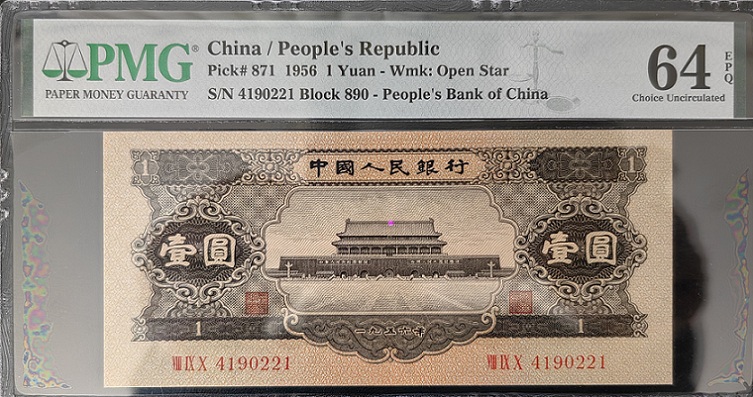 PMG®
PAPER MONEY GUARANTY
China / People's Republic
Pick# 871 1956 1 Yuan - Wmk: Open Star
S/N 4190221 Block 890 - People's Bank of China
64 EPQ
Choice Uncirculated
1 中國人民銀行 1
壹圓 壹圓
1 一九五六年 1
VIII IX X 4190221 VIII IX X 4190221